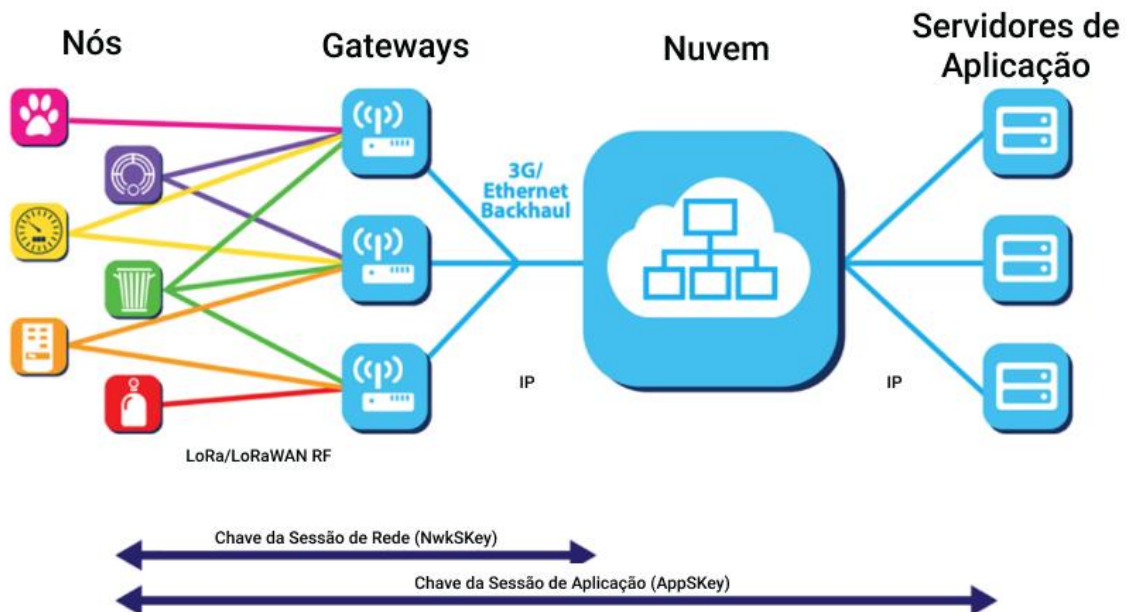 Nós
Gateways
Nuvem
Servidores de
Aplicação
3G/
Ethernet
Backhaul
IP
IP
LoRa/LoRaWAN RF
Chave da Sessão de Rede (NwkSKey)
Chave da Sessão de Aplicação (AppSKey)